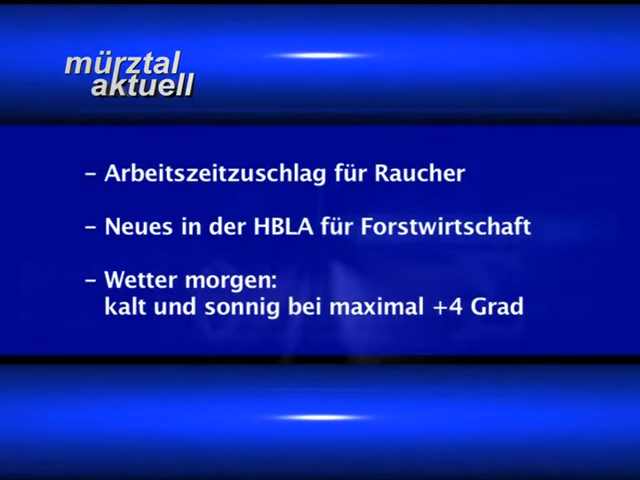 mürztal
aktuell
– Arbeitszeitzuschlag für Raucher
– Neues in der HBLA für Forstwirtschaft
– Wetter morgen:
kalt und sonnig bei maximal +4 Grad